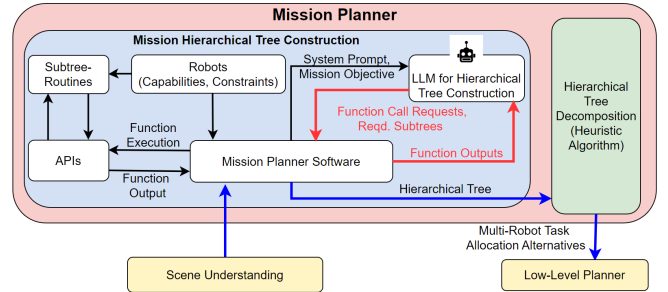 Mission Planner
Mission Hierarchical Tree Construction
Subtree-
Routines
Robots
(Capabilities, Constraints)
System Prompt,
Mission Objective
LLM for Hierarchical
Tree Construction
Hierarchical
Tree
Decomposition
(Heuristic
Algorithm)
Function Call Requests,
Reqd. Subtrees
Function
Execution
APIs
Mission Planner Software
Function Outputs
Function
Output
Hierarchical Tree
Multi-Robot Task
Allocation Alternatives
Scene Understanding
Low-Level Planner